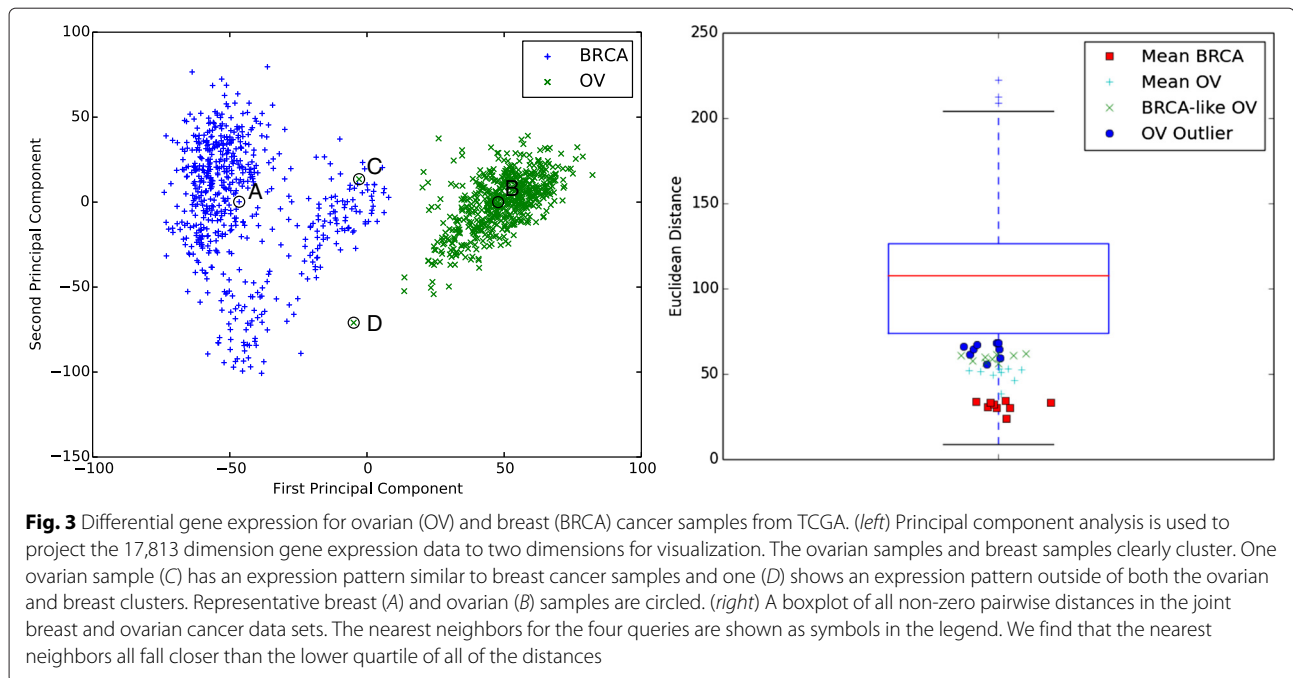 100
50
0
−50
−100
−150
−100
−50
0
50
100
Second Principal Component
First Principal Component
BRCA
OV
A
B
C
D
250
200
150
100
50
0
Euclidean Distance
Mean BRCA
Mean OV
BRCA-like OV
OV Outlier
Fig. 3 Differential gene expression for ovarian (OV) and breast (BRCA) cancer samples from TCGA. (left) Principal component analysis is used to
project the 17,813 dimension gene expression data to two dimensions for visualization. The ovarian samples and breast samples clearly cluster. One
ovarian sample (C) has an expression pattern similar to breast cancer samples and one (D) shows an expression pattern outside of both the ovarian
and breast clusters. Representative breast (A) and ovarian (B) samples are circled. (right) A boxplot of all non-zero pairwise distances in the joint
breast and ovarian cancer data sets. The nearest neighbors for the four queries are shown as symbols in the legend. We find that the nearest
neighbors all fall closer than the lower quartile of all of the distances